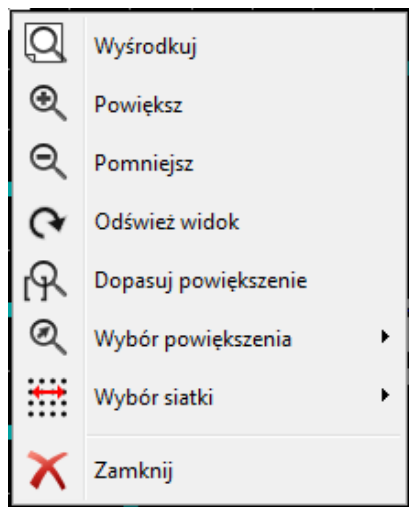 Wyśrodkuj
Powiększ
Pomniejsz
Odśwież widok
Dopasuj powiększenie
Wybór powiększenia
Wybór siatki
Zamknij